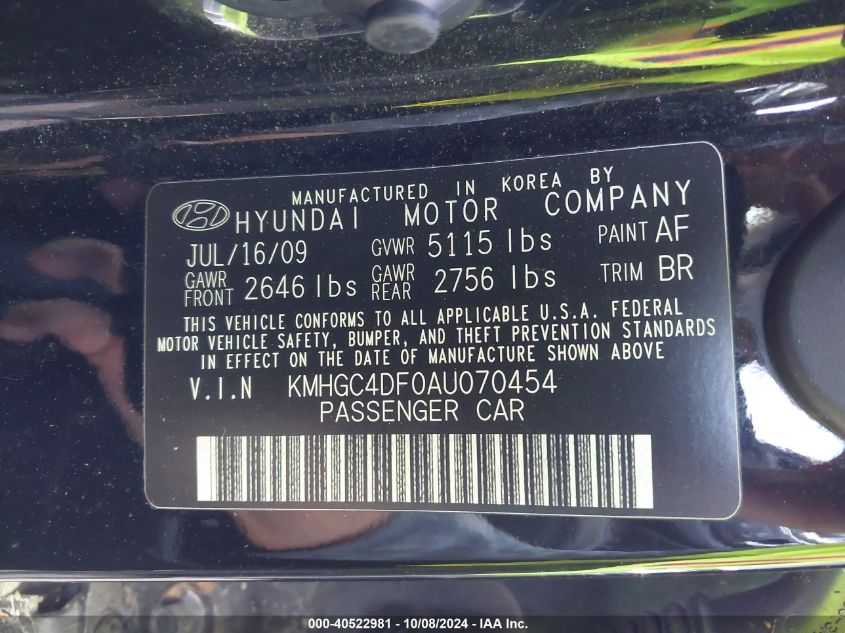 MANUFACTURED IN KOREA BY
HYUNDAI MOTOR COMPANY
JUL/16/09 GVWR 5115 lbs PAINT AF
GAWR FRONT 2646 lbs GAWR REAR 2756 lbs TRIM BR
THIS VEHICLE CONFORMS TO ALL APPLICABLE U.S.A. FEDERAL
MOTOR VEHICLE SAFETY, BUMPER, AND THEFT PREVENTION STANDARDS
IN EFFECT ON THE DATE OF MANUFACTURE SHOWN ABOVE
V.I.N KMHGC4DF0AU070454
PASSENGER CAR
000-40522981 - 10/08/2024 - IAA Inc.